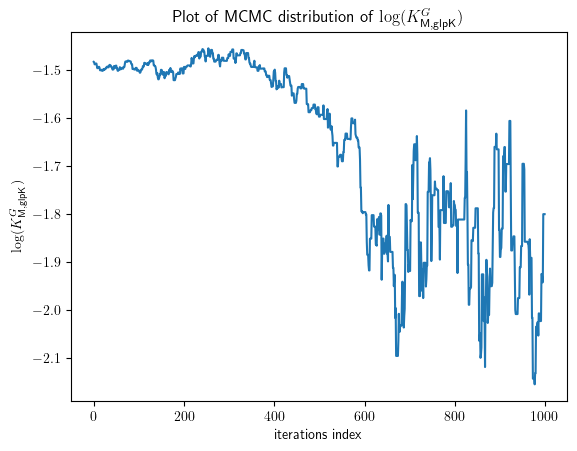 Plot of MCMC distribution of log(K^G_{M,glpK})
log(K^G_{M,glpK})
−1.5
−1.6
−1.7
−1.8
−1.9
−2.0
−2.1
0 200 400 600 800 1000
iterations index